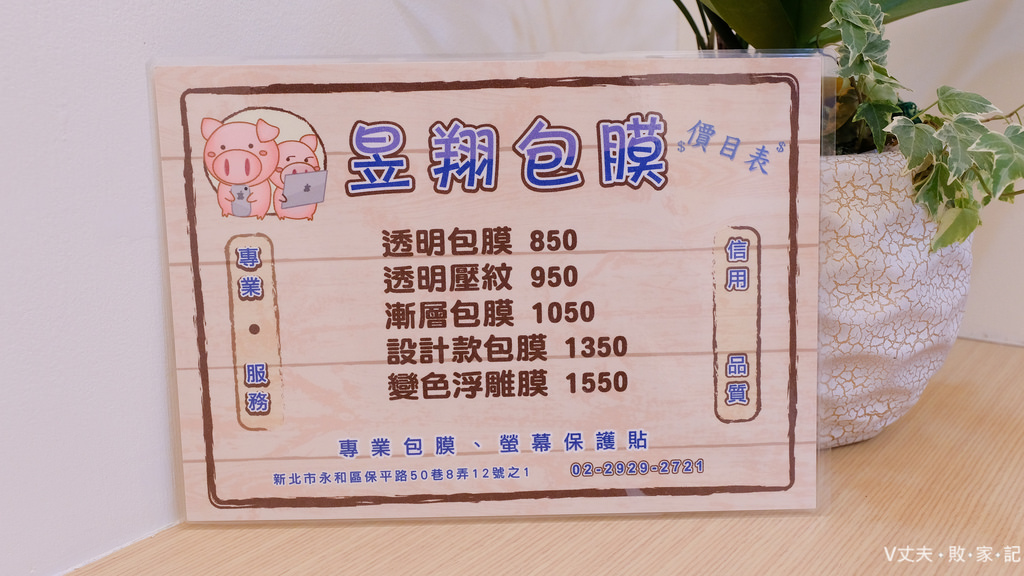 昱翔包膜
$價目表$
專業•服務
透明包膜 850
透明壓紋 950
漸層包膜 1050
設計款包膜 1350
變色浮雕膜 1550
信用 品質
專業包膜、螢幕保護貼
新北市永和區保平路50巷8弄12號之1 02-2929-2721
V丈夫•敗•家•記